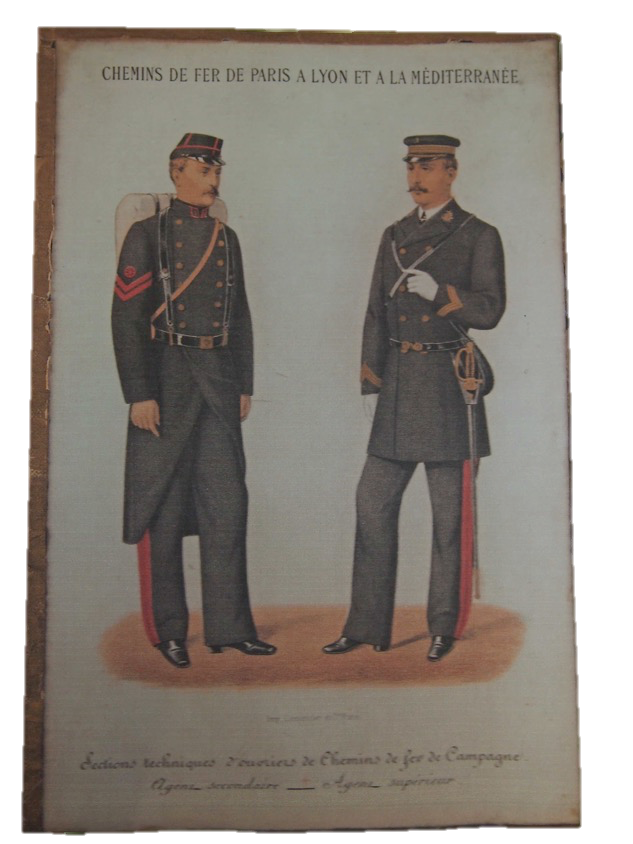 CHEMINS DE FER DE PARIS A LYON ET A LA MÈDITERRANÉE
Sections techniques d'ouvriers de Chemins de fer de Campagne
Agent secondaire — Agent supérieur